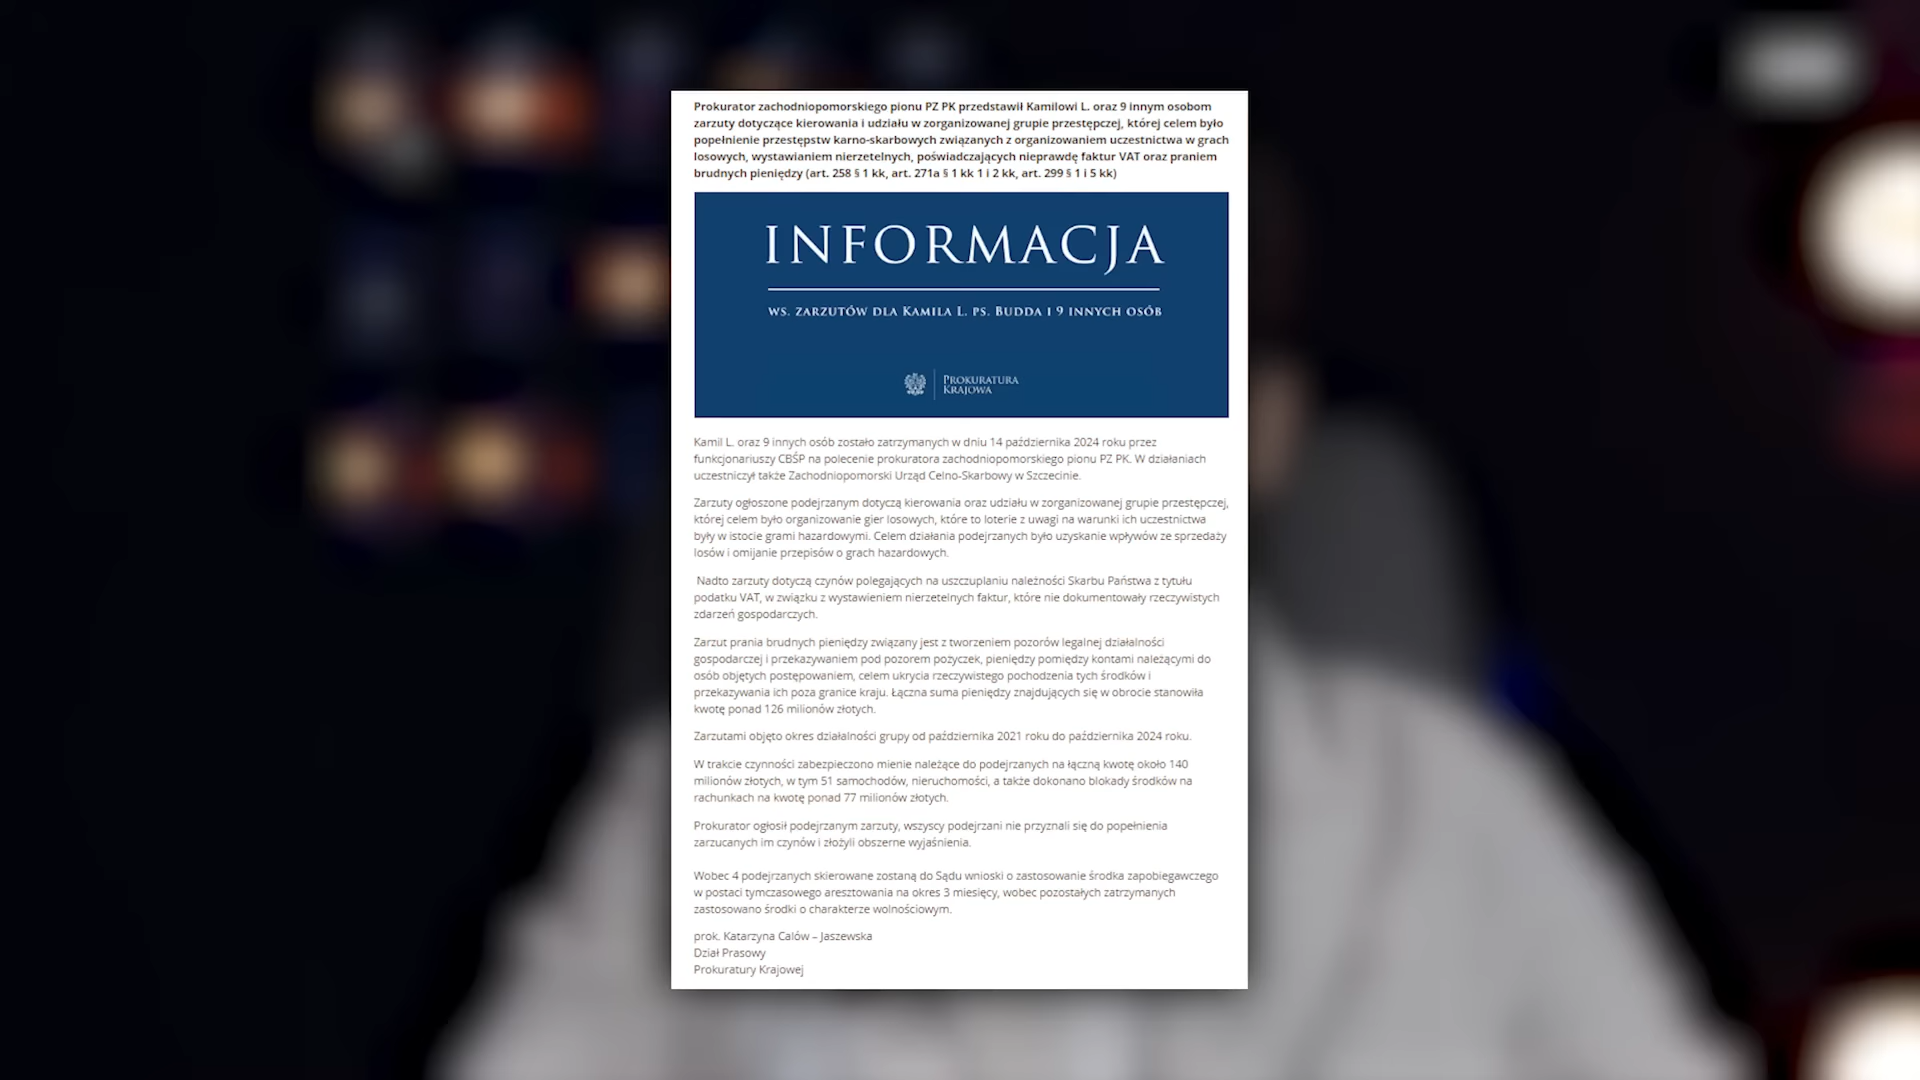 Prokurator zachodniopomorskiego pionu PZ PK przedstawił Kamilowi L. oraz 9 innym osobom
zarzuty dotyczące kierowania i udziału w zorganizowanej grupie przestępczej, której celem było
popełnienie przestępstw karno-skarbowych związanych z organizowaniem uczestnictwa w grach
losowych, wystawianiem nierzetelnych, poświadczających nieprawdę faktur VAT oraz praniem
brudnych pieniędzy (art. 258 § 1 kk, art. 271a § 1 kk 1 i 2 kk, art. 299 § 1 i 5 kk)
INFORMACJA
ws. zarzutów dla Kamila L. ps. Budda i 9 innych osób
Prokuratura
Krajowa
Kamil L. oraz 9 innych osób zostało zatrzymanych w dniu 14 października 2024 roku przez
funkcjonariuszy CBŚP na polecenie prokuratora zachodniopomorskiego pionu PZ PK. W działaniach
uczestniczył także Zachodniopomorski Urząd Celno-Skarbowy w Szczecinie.
Zarzuty ogłoszone podejrzanym dotyczą kierowania oraz udziału w zorganizowanej grupie przestępczej,
której celem było organizowanie gier losowych, które to loterie z uwagi na warunki ich uczestnictwa
były w istocie grami hazardowymi. Celem działania podejrzanych było uzyskanie wpływów ze sprzedaży
losów i omijanie przepisów o grach hazardowych.
Nadto zarzuty dotyczą czynów polegających na uszczuplaniu należności Skarbu Państwa z tytułu
podatku VAT, w związku z wystawieniem nierzetelnych faktur, które nie dokumentowały rzeczywistych
zdarzeń gospodarczych.
Zarzut prania brudnych pieniędzy związany jest z tworzeniem pozorów legalnej działalności
gospodarczej i przekazywaniem pod pozorem pożyczek, pieniędzy pomiędzy kontami należącymi do
osób objętych postępowaniem, celem ukrycia rzeczywistego pochodzenia tych środków i
przekazywania ich poza granice kraju. Łączna suma pieniędzy znajdujących się w obrocie stanowiła
kwotę ponad 126 milionów złotych.
Zarzutami objęto okres działalności grupy od października 2021 roku do października 2024 roku.
W trakcie czynności zabezpieczono mienie należące do podejrzanych na łączną kwotę około 140
milionów złotych, w tym 51 samochodów, nieruchomości, a także dokonano blokady środków na
rachunkach na kwotę ponad 77 milionów złotych.
Prokurator ogłosił podejrzanym zarzuty, wszyscy podejrzani nie przyznali się do popełnienia
zarzucanych im czynów i złożyli obszerne wyjaśnienia.
Wobec 4 podejrzanych skierowane zostaną do Sądu wnioski o zastosowanie środka zapobiegawczego
w postaci tymczasowego aresztowania na okres 3 miesięcy, wobec pozostałych zatrzymanych
zastosowano środki o charakterze wolnościowym.
prok. Katarzyna Calów – Jaszewska
Dział Prasowy
Prokuratury Krajowej